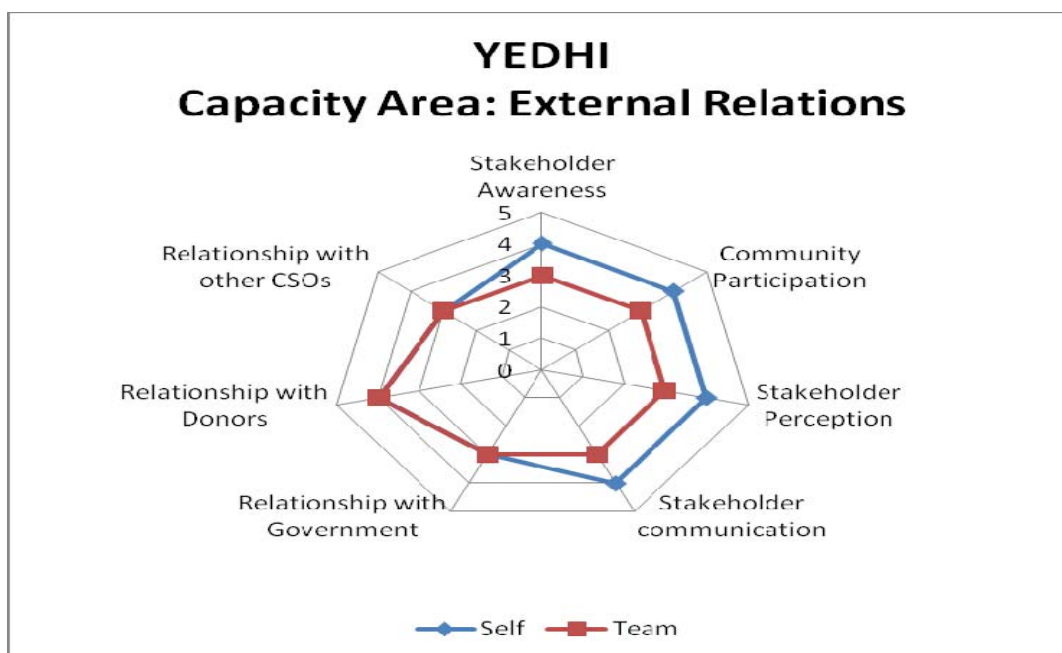 YEDHI
Capacity Area: External Relations
Stakeholder
Awareness
5
4
3
2
1
0
Community
Participation
Stakeholder
Perception
Stakeholder
communication
Relationship with
Government
Relationship with
Donors
Relationship with
other CSOs
Self
Team